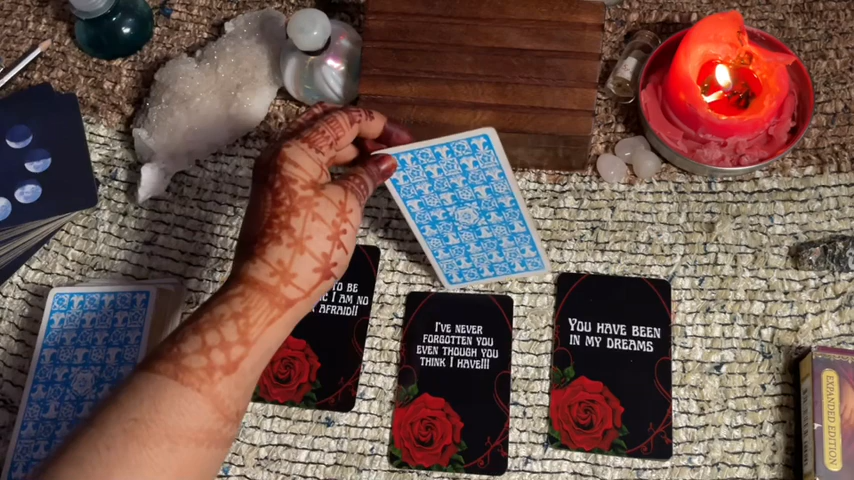 TO BE
I AM NO
AFRAID!!
I'VE NEVER
FORGOTTEN YOU
EVEN THOUGH YOU
THINK I HAVE!!!
YOU HAVE BEEN
IN MY DREAMS
EXPANDED EDITION